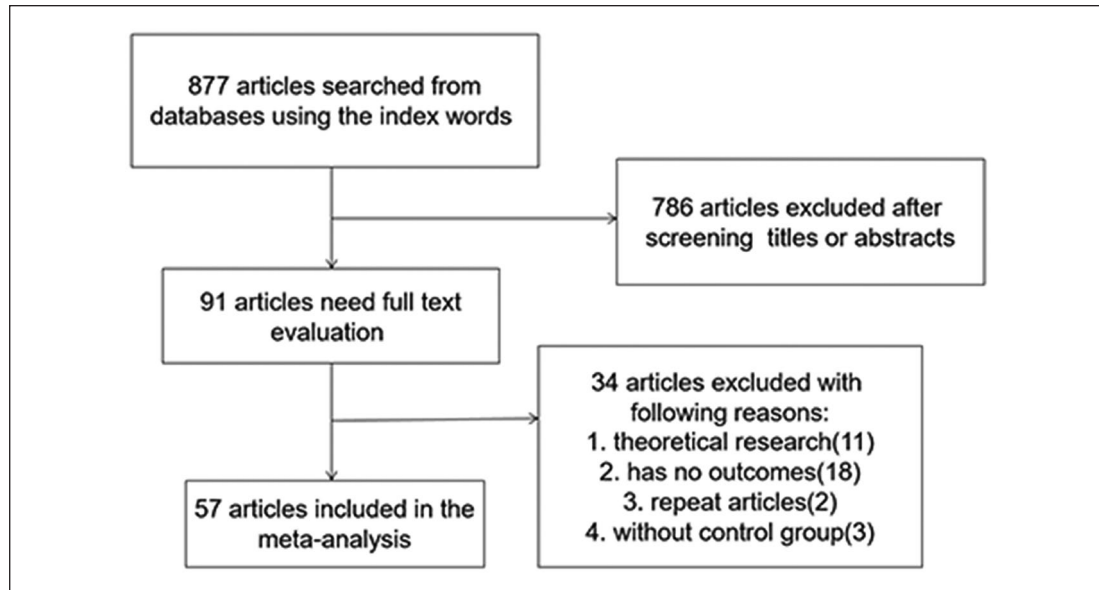 877 articles searched from
databases using the index words
786 articles excluded after
screening titles or abstracts
91 articles need full text
evaluation
34 articles excluded with
following reasons:
1. theoretical research(11)
2. has no outcomes(18)
3. repeat articles(2)
4. without control group(3)
57 articles included in the
meta-analysis